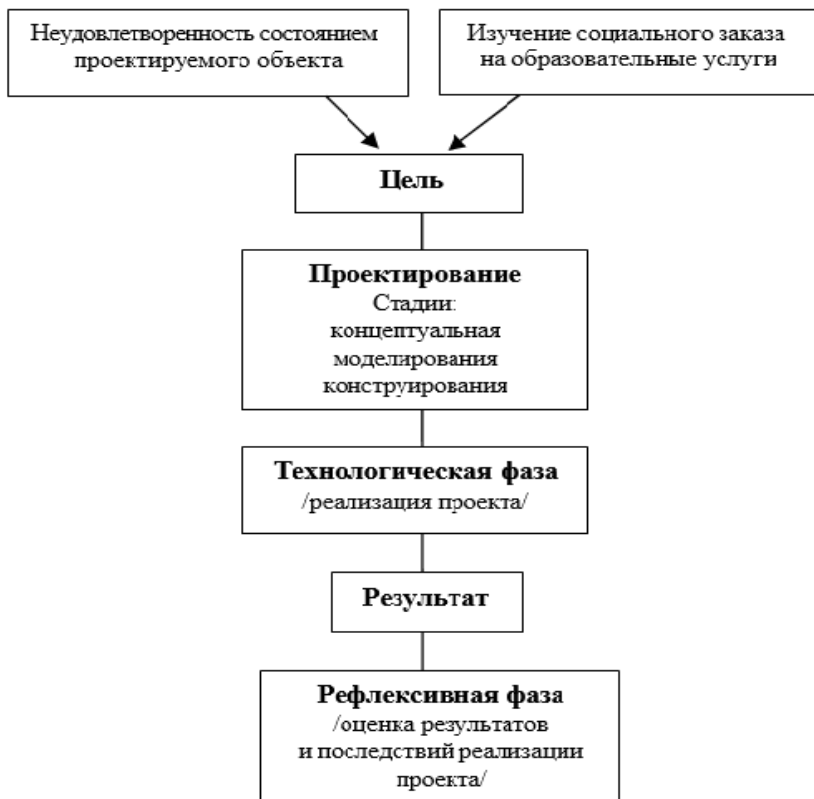 Неудовлетворенность состоянием
проектируемого объекта
Изучение социального заказа
на образовательные услуги
Цель
Проектирование
Стадии:
концептуальная
моделирования
конструирования
Технологическая фаза
/реализация проекта/
Результат
Рефлексивная фаза
/оценка результатов
и последствий реализации
проекта/